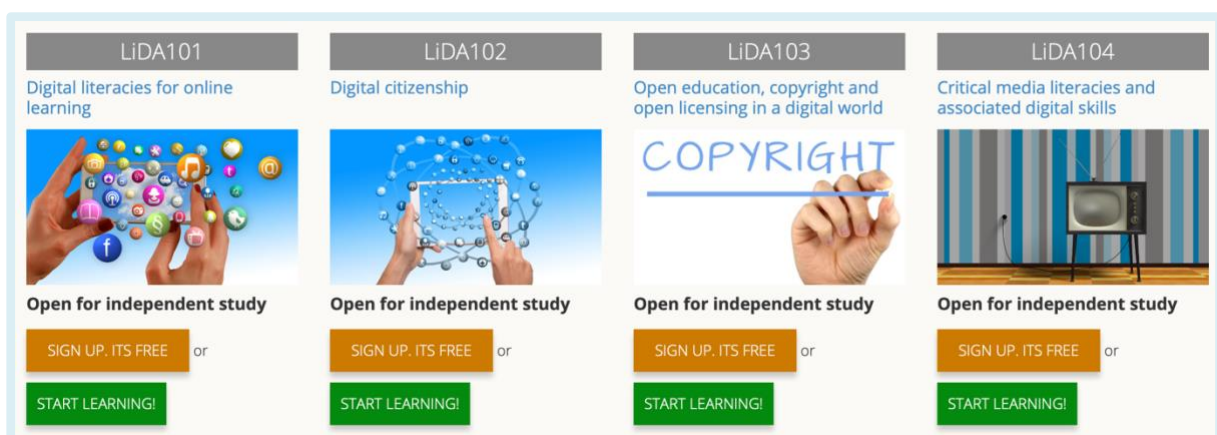 LiDA101
Digital literacies for online
learning
Open for independent study
SIGN UP. ITS FREE or
START LEARNING!
LiDA102
Digital citizenship
Open for independent study
SIGN UP. ITS FREE or
START LEARNING!
LiDA103
Open education, copyright and
open licensing in a digital world
COPYRIGHT
Open for independent study
SIGN UP. ITS FREE or
START LEARNING!
LiDA104
Critical media literacies and
associated digital skills
Open for independent study
SIGN UP. ITS FREE or
START LEARNING!